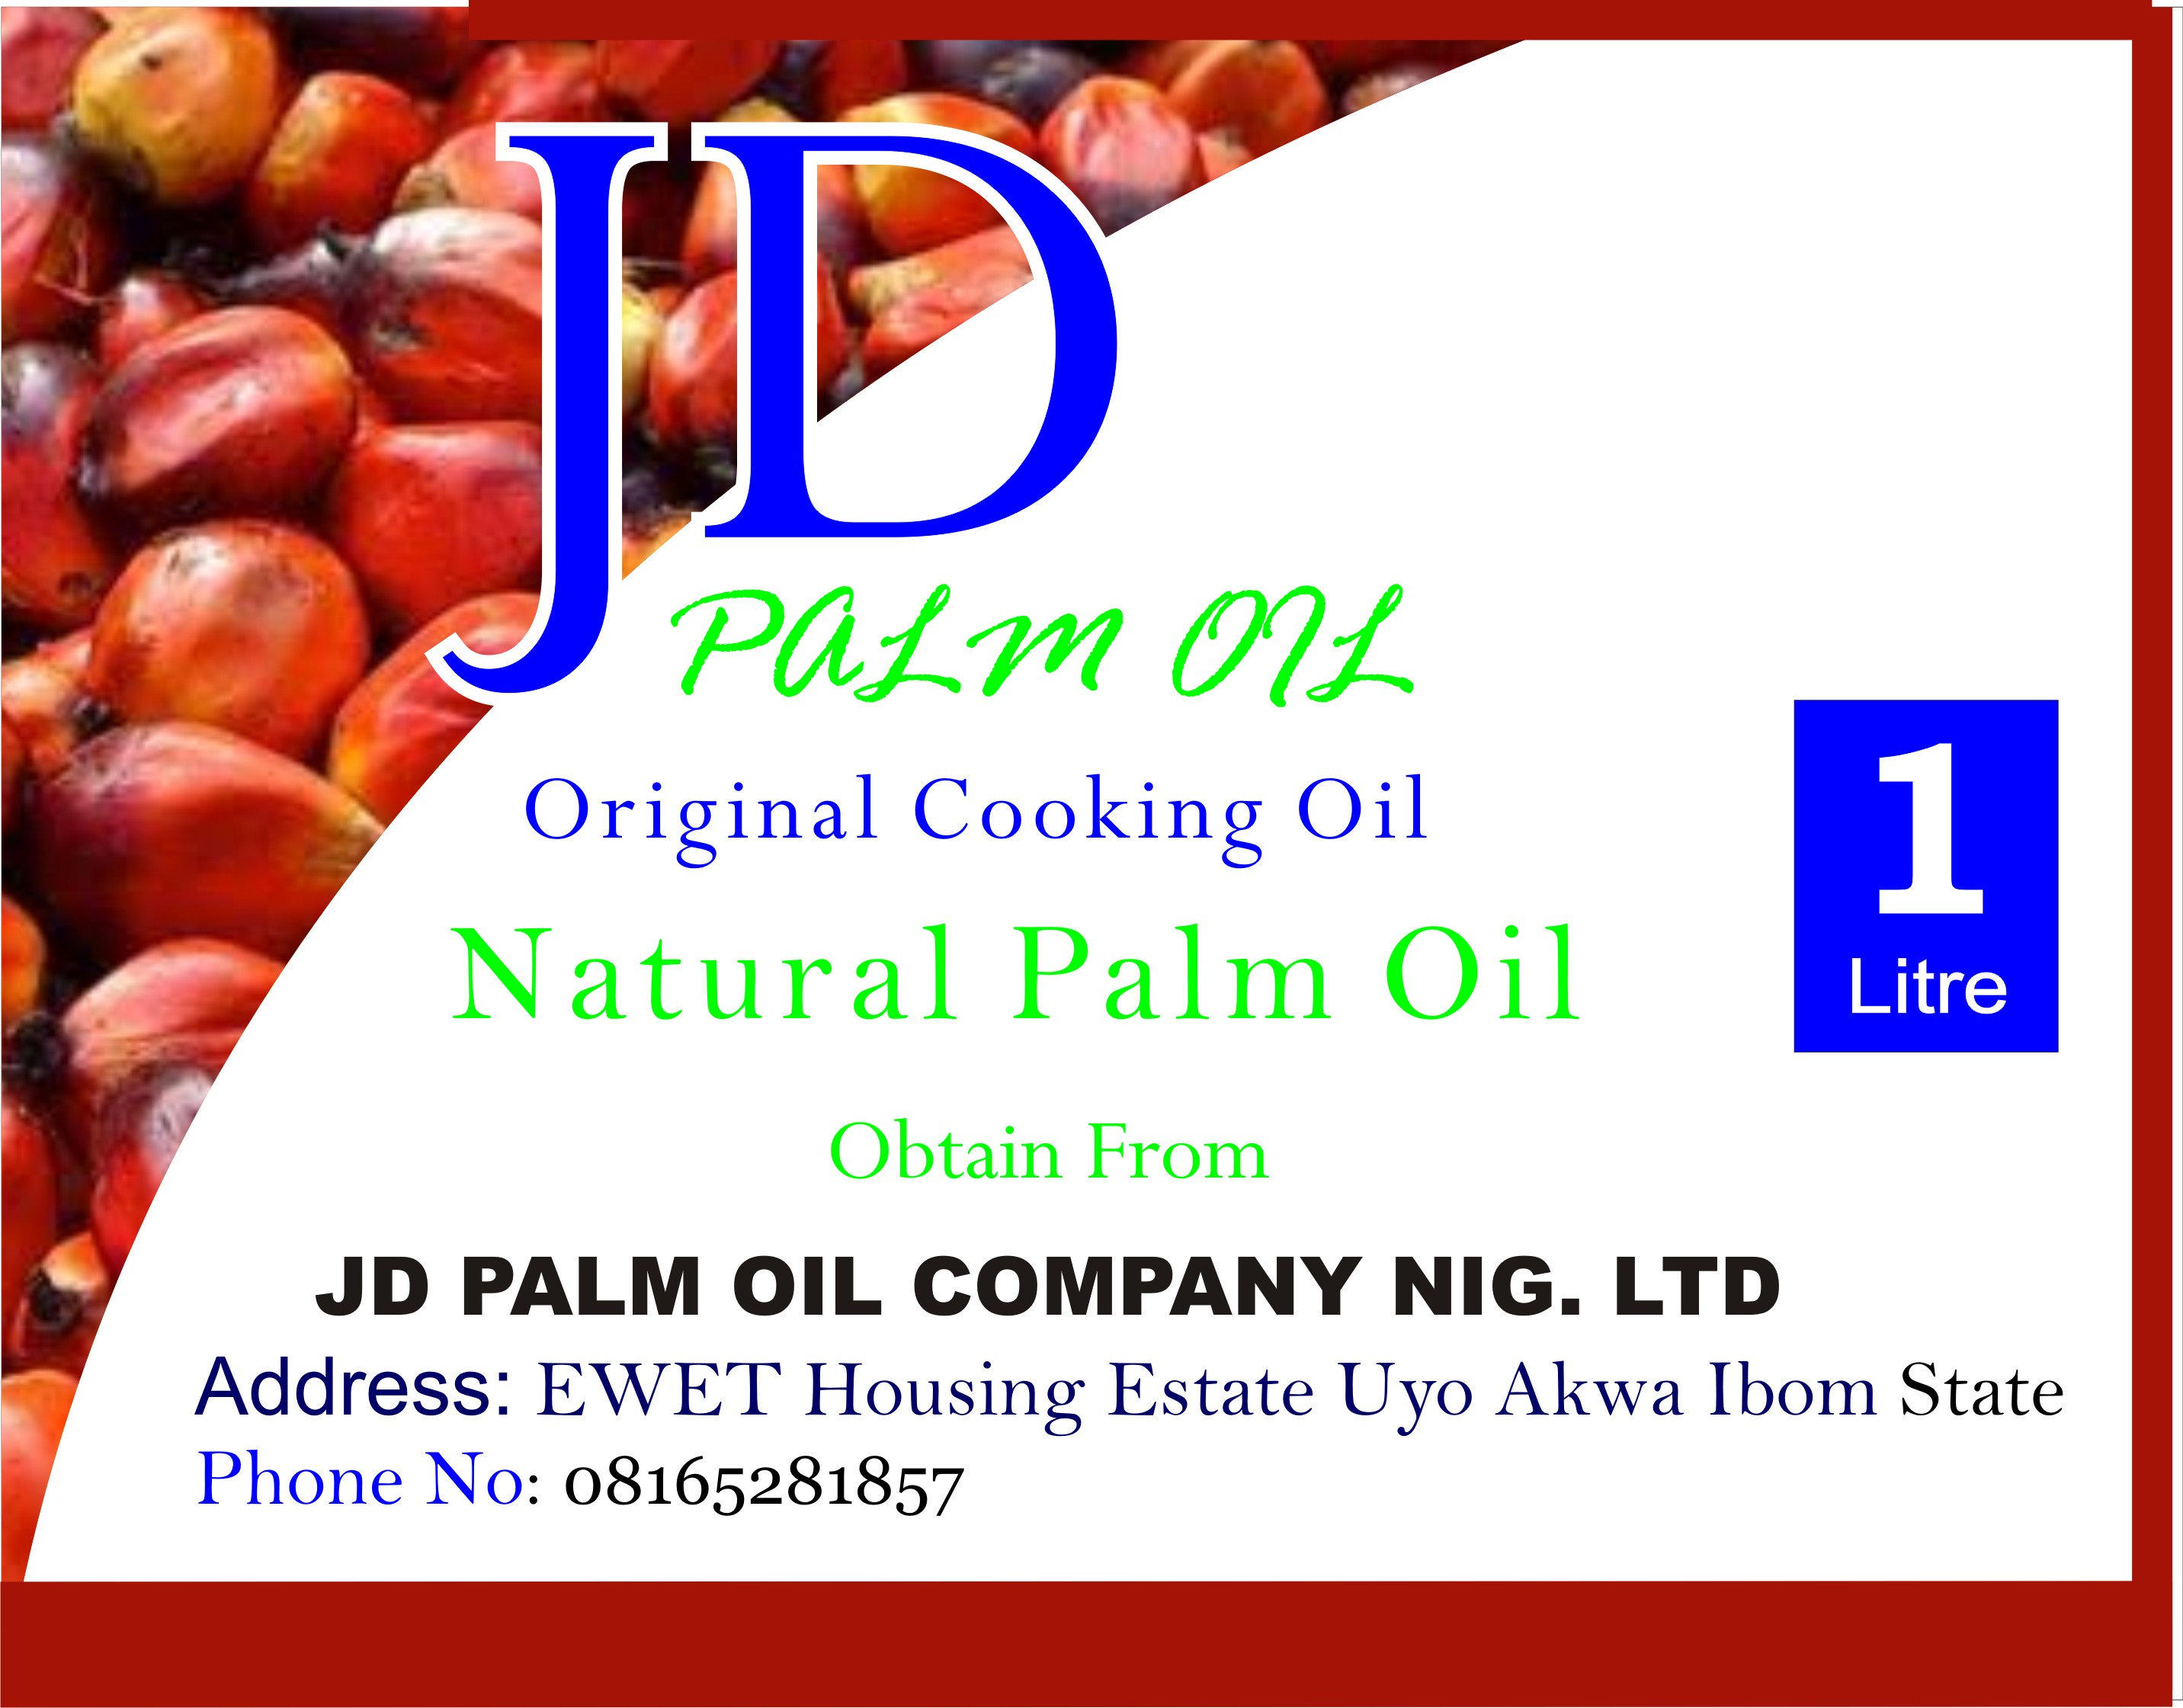 JD
PALM OIL
Original Cooking Oil
Natural Palm Oil
1
Litre
Obtain From
JD PALM OIL COMPANY NIG. LTD
Address: EWET Housing Estate Uyo Akwa Ibom State
Phone No: 08165281857